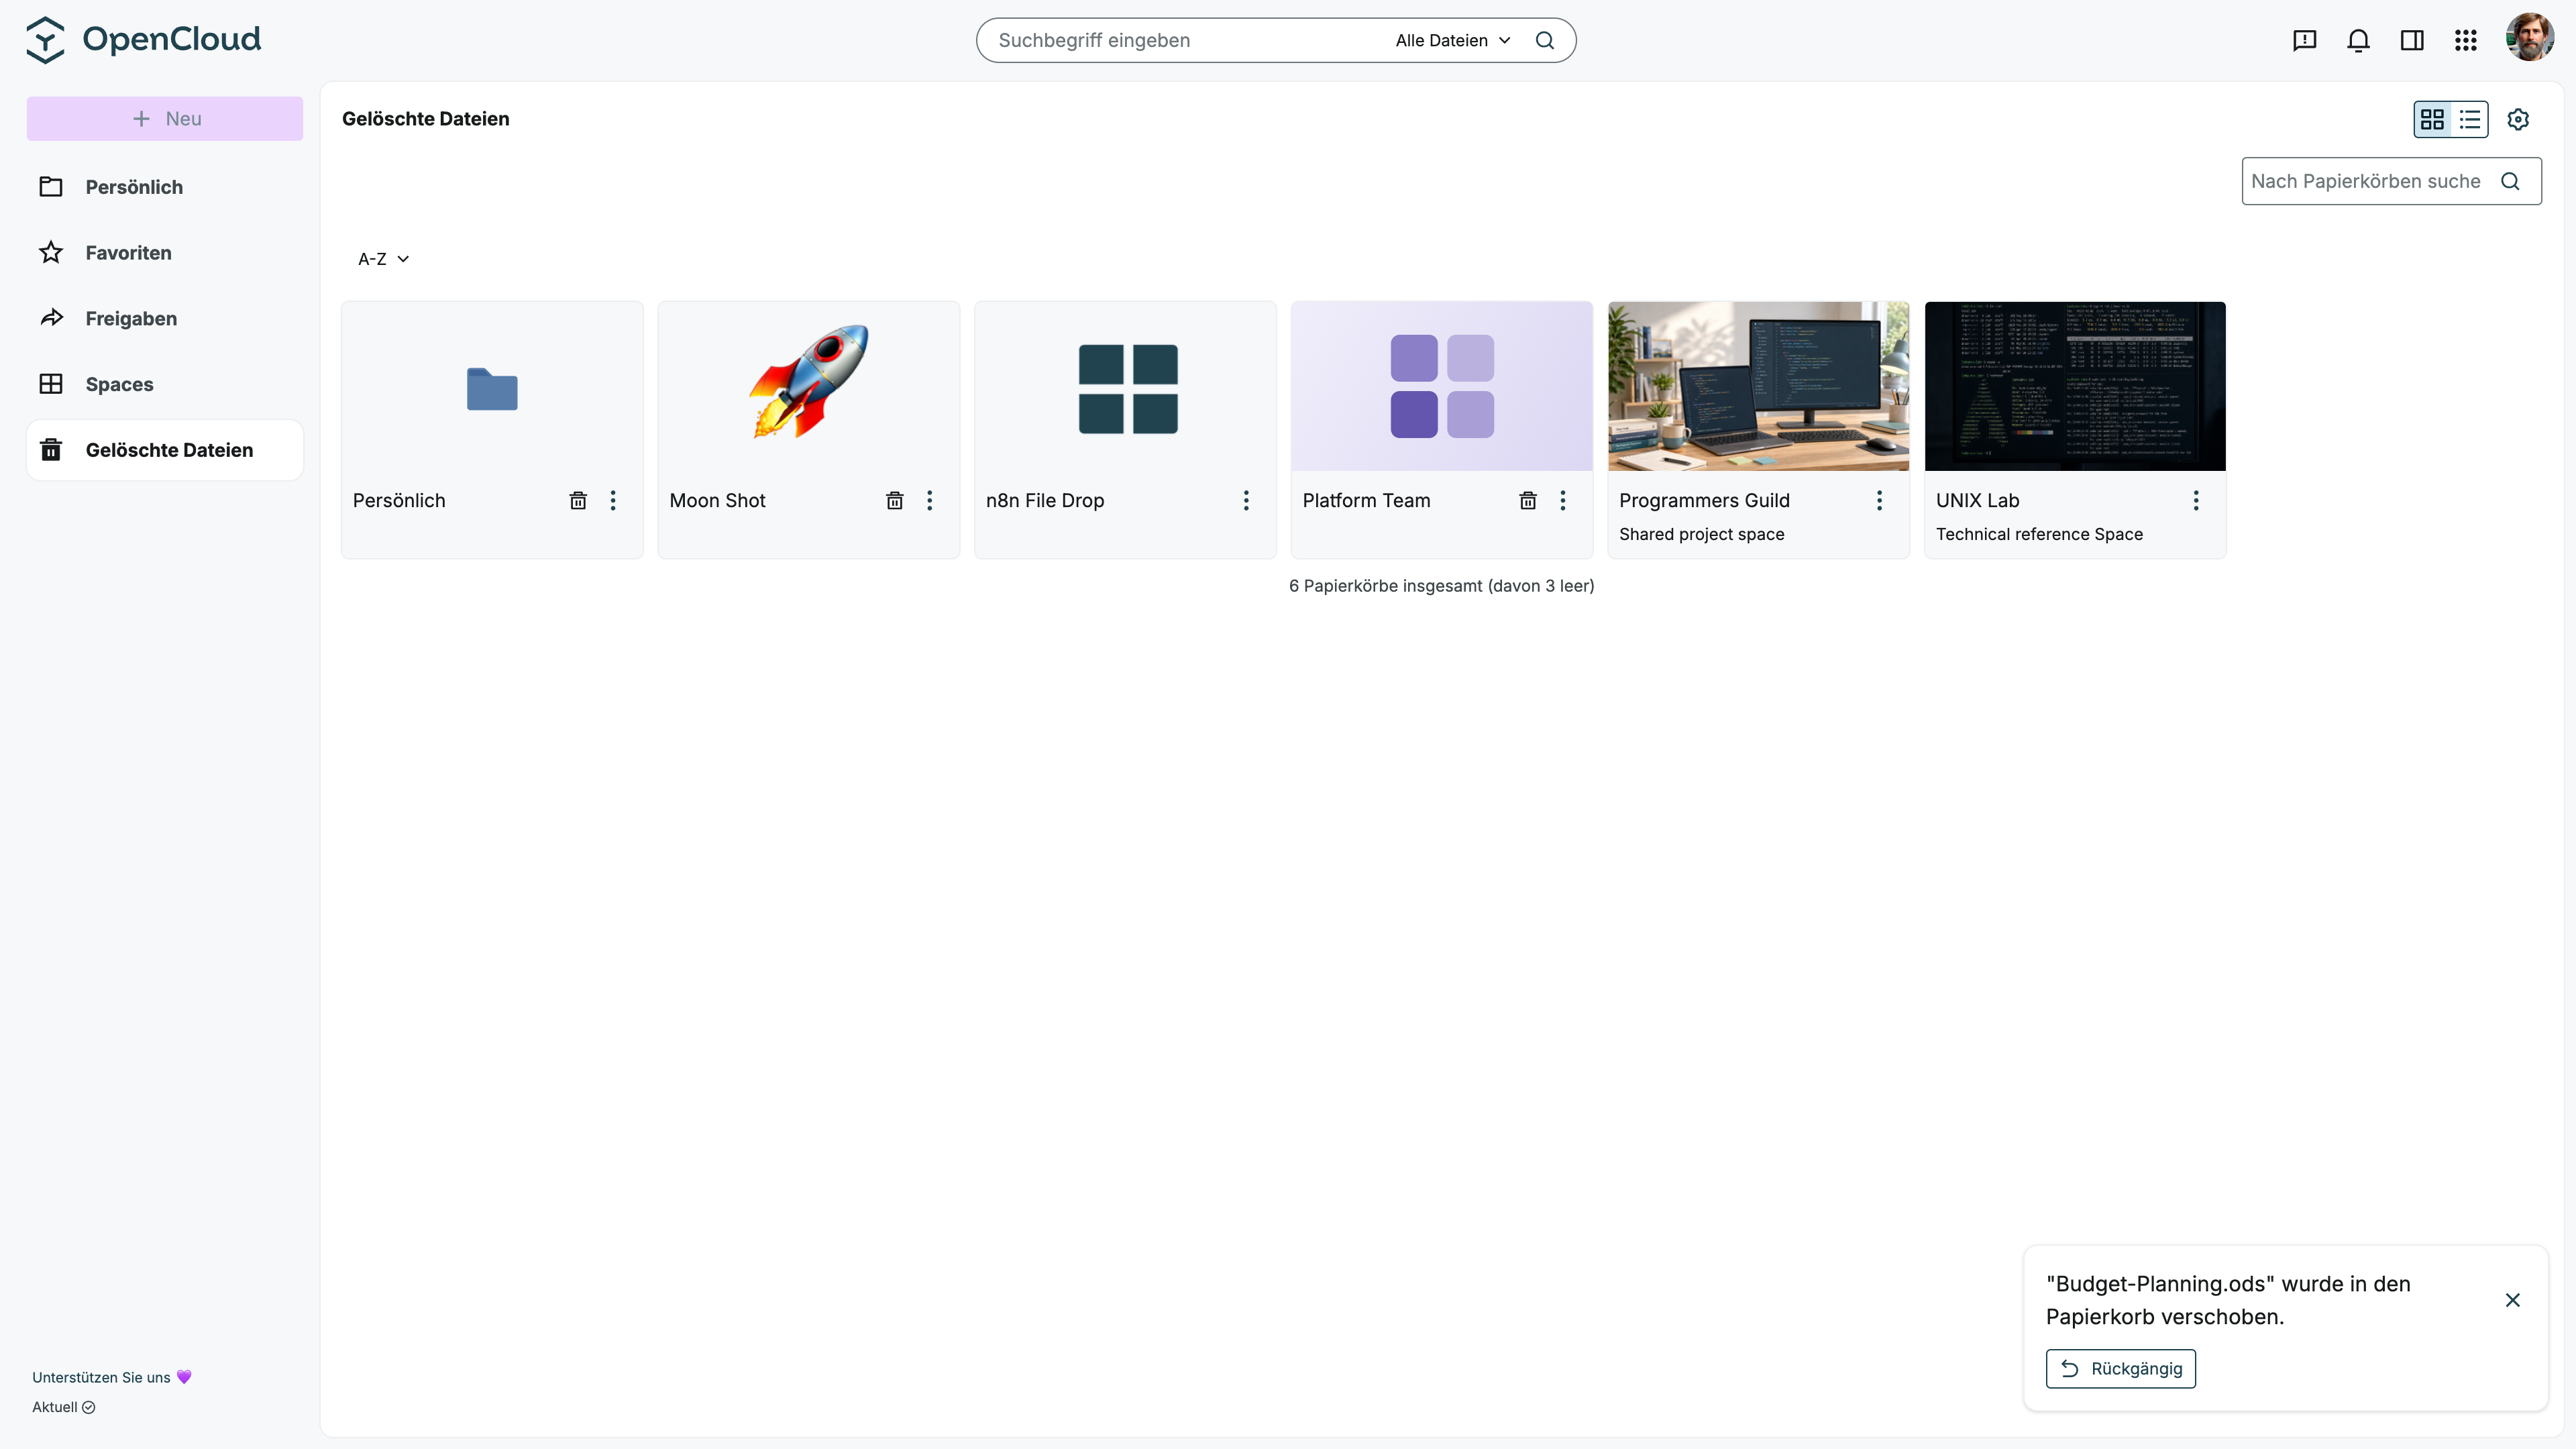 OpenCloud
Suchbegriff eingeben
Alle Dateien
Neu
Persönlich
Favoriten
Freigaben
Spaces
Gelöschte Dateien
Gelöschte Dateien
Nach Papierkörben suche
A-Z
Persönlich
Moon Shot
n8n File Drop
Platform Team
Programmers Guild
Shared project space
UNIX Lab
Technical reference Space
6 Papierkörbe insgesamt (davon 3 leer)
"Budget-Planning.ods" wurde in den
Papierkorb verschoben.
Rückgängig
Unterstützen Sie uns 💜
Aktuell